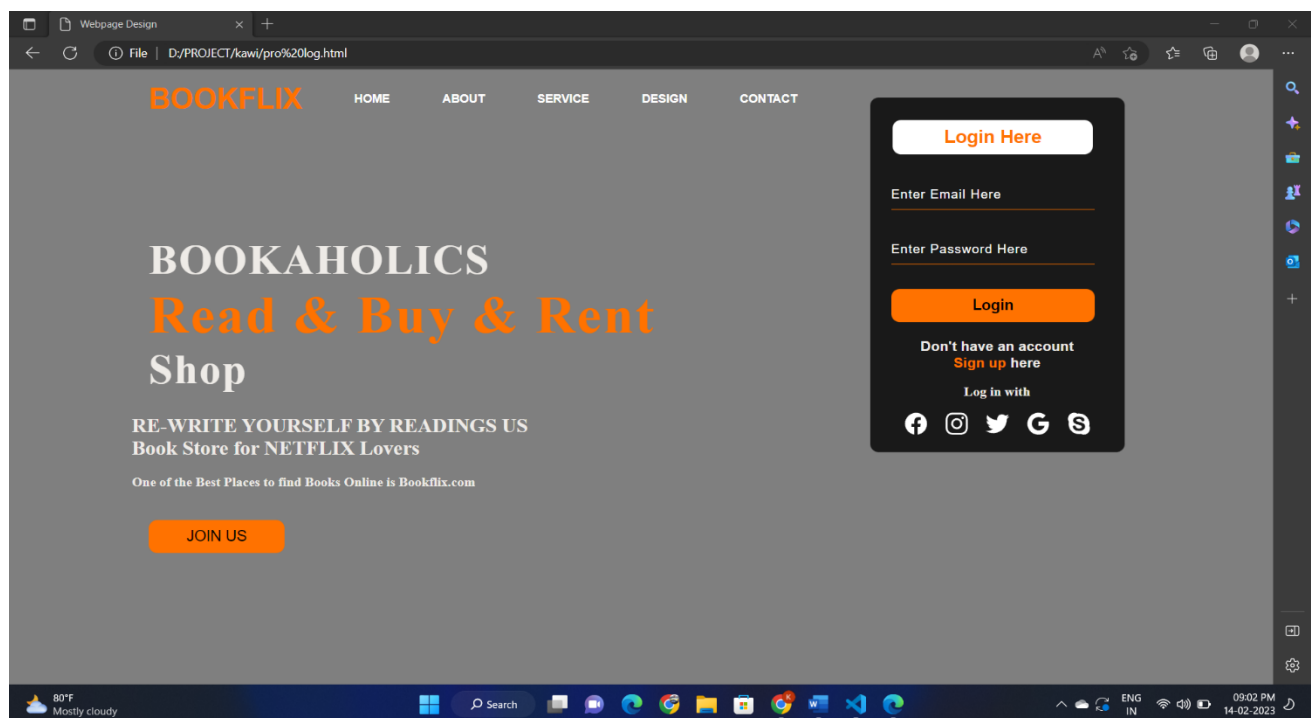 Webpage Design
File | D:/PROJECT/kawi/pro%20log.html
BOOKFLIX
HOME ABOUT SERVICE DESIGN CONTACT
BOOKAHOLICS
Read & Buy & Rent
Shop
RE-WRITE YOURSELF BY READINGS US
Book Store for NETFLIX Lovers
One of the Best Places to find Books Online is Bookflix.com
JOIN US
Login Here
Enter Email Here
Enter Password Here
Login
Don't have an account
Sign up here
Log in with
80°F
Mostly cloudy
Search
ENG
IN
09:02 PM
14-02-2023